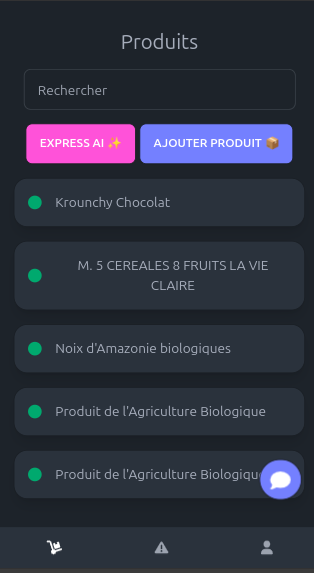 Produits
Rechercher
EXPRESS AI ✨
AJOUTER PRODUIT 📦
Krounchy Chocolat
M. 5 CEREALES 8 FRUITS LA VIE
CLAIRE
Noix d'Amazonie biologiques
Produit de l'Agriculture Biologique
Produit de l'Agriculture Biologique